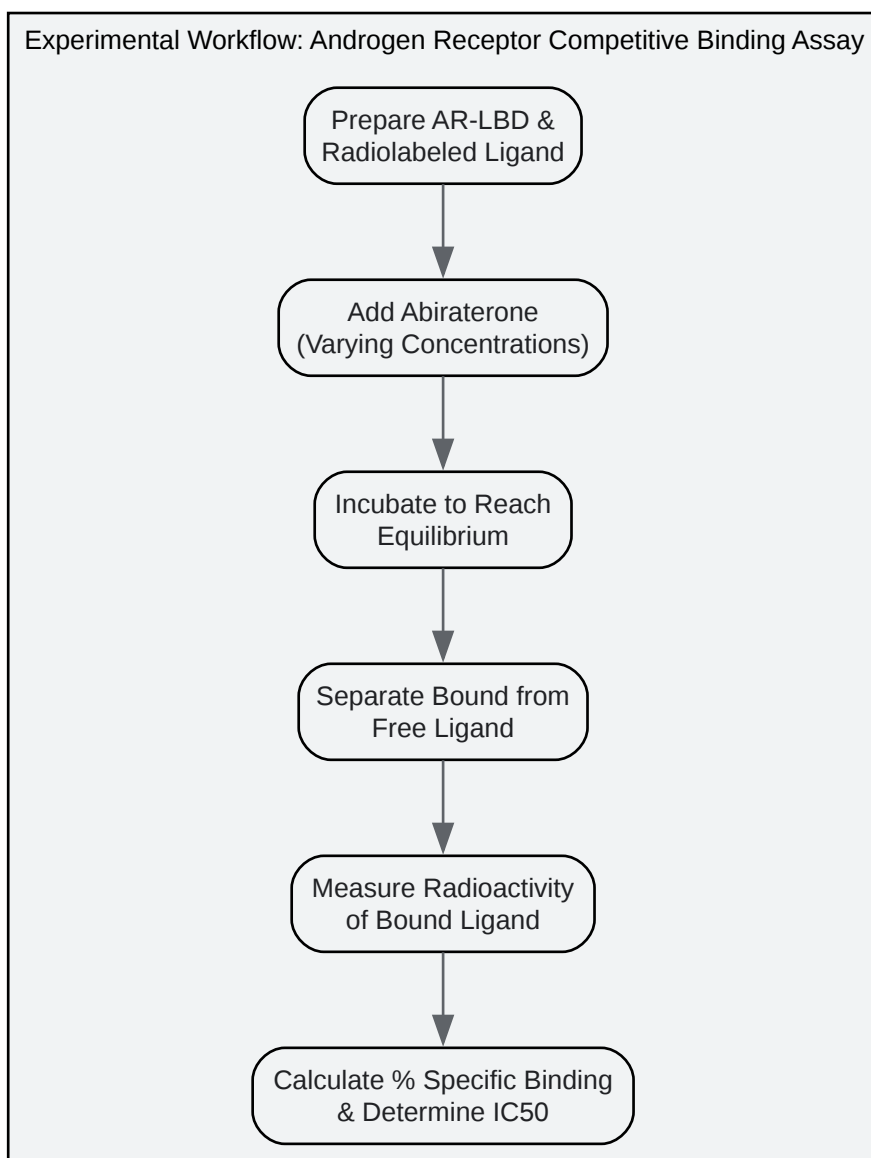 Experimental Workflow: Androgen Receptor Competitive Binding Assay
Prepare AR-LBD &
Radiolabeled Ligand
Add Abiraterone
(Varying Concentrations)
Incubate to Reach
Equilibrium
Separate Bound from
Free Ligand
Measure Radioactivity
of Bound Ligand
Calculate % Specific Binding
& Determine IC50